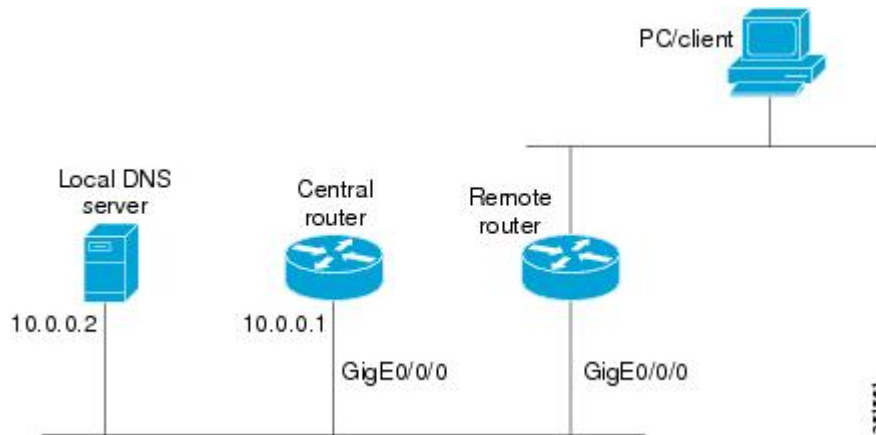 PC/client
Local DNS
server
Central
router
Remote
router
10.0.0.2
10.0.0.1
GigE0/0/0
GigE0/0/0